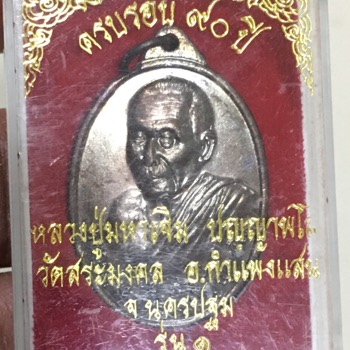 ครบรอบ ๙๐ ปี
หลวงปู่มหาเจิม ปญฺญาพโล
วัดสระมงคล อ.กำแพงแสน
จ.นครปฐม
รุ่น ๑